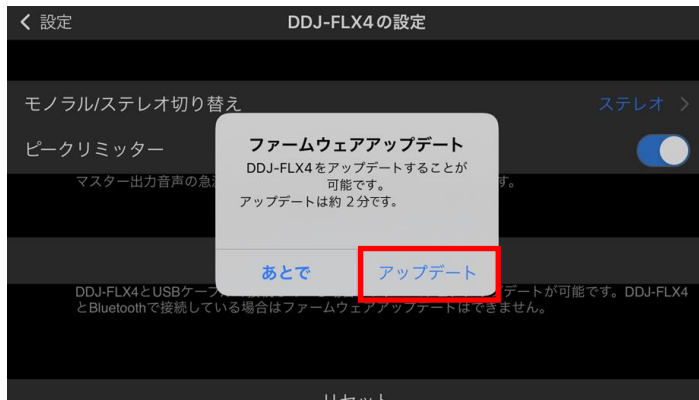 設定
DDJ-FLX4の設定
モノラル/ステレオ切り替え
ステレオ
ピークリミッター
マスター出力音声の急
す。
ファームウェアアップデート
DDJ-FLX4をアップデートすることが
可能です。
アップデートは約 2 分です。
あとで
アップデート
DDJ-FLX4とUSBケーブル
デートが可能です。DDJ-FLX4
とBluetoothで接続している場合はファームウェアアップデートはできません。
リセット